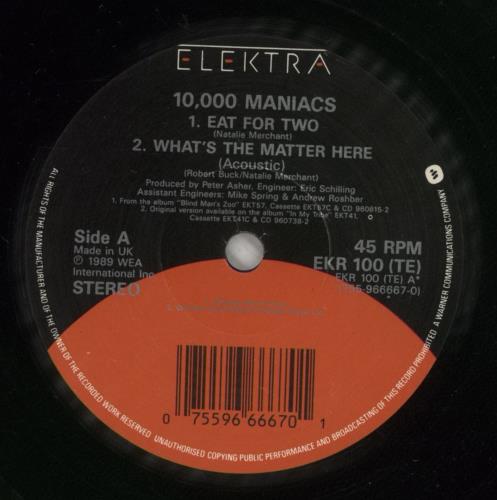 ELEKTRA
10,000 MANIACS
1. EAT FOR TWO
(Natalie Merchant)
2. WHAT'S THE MATTER HERE
(Acoustic)
(Robert Buck/Natalie Merchant)
Produced by Peter Asher, Engineer: Eric Schilling
Assistant Engineers: Mike Spring & Andrew Roshber
1. From the album "Blind Man's Zoo" EKT57, Cassette EKT57C & CD 960815-2
2. Original version available on the album "In My Tribe" EKT41,
Cassette EKT41C & CD 960738-2
Side A
Made in UK
℗ 1989 WEA
International Inc.
STEREO
45 RPM
EKR 100 (TE)
EKR 100 (TE) A
966667-0)
0 75596 66670 1
ALL RIGHTS OF THE MANUFACTURER AND OF THE OWNER OF THE RECORDED WORK RESERVED UNAUTHORISED COPYING PUBLIC PERFORMANCE AND BROADCASTING OF THIS RECORD PROHIBITED
A WARNER COMMUNICATIONS COMPANY